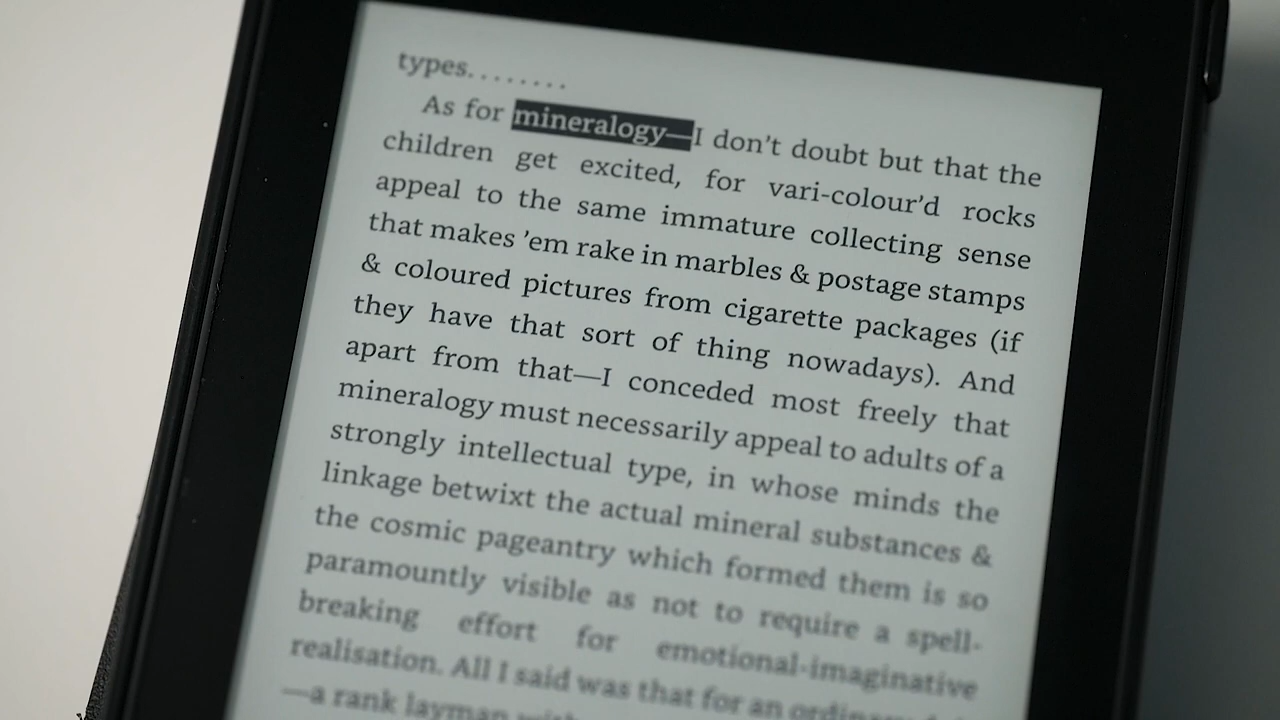 types. . . . . . . .
As for mineralogy—I don't doubt but that the
children get excited, for vari-colour'd rocks
appeal to the same immature collecting sense
that makes 'em rake in marbles & postage stamps
& coloured pictures from cigarette packages (if
they have that sort of thing nowadays). And
apart from that—I conceded most freely that
mineralogy must necessarily appeal to adults of a
strongly intellectual type, in whose minds the
linkage betwixt the actual mineral substances &
the cosmic pageantry which formed them is so
paramountly visible as not to require a spell-
breaking effort for emotional-imaginative
realisation. All I said was that for an
—a rank layman